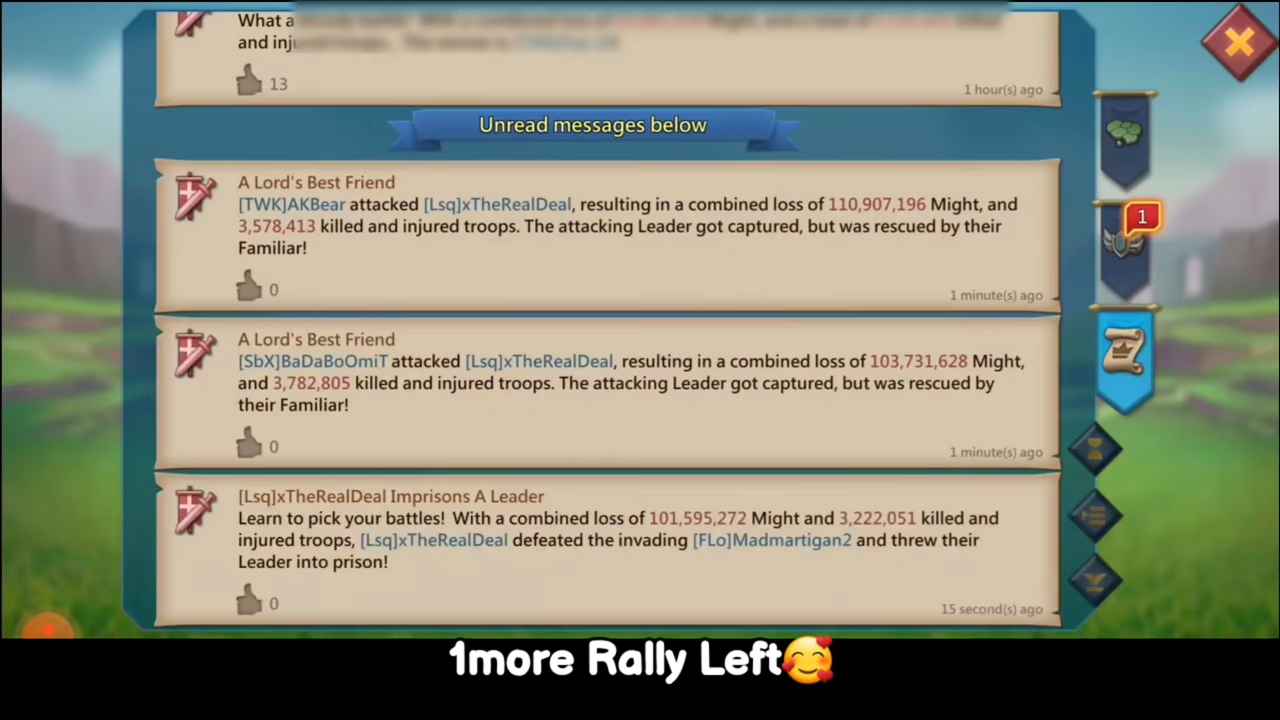 What a
and inj
13
1 hour(s) ago
Unread messages below
A Lord's Best Friend
[TWK]AKBear attacked [Lsq]xTheRealDeal, resulting in a combined loss of 110,907,196 Might, and
3,578,413 killed and injured troops. The attacking Leader got captured, but was rescued by their
Familiar!
0
1 minute(s) ago
A Lord's Best Friend
[SbX]BaDaBoOmiT attacked [Lsq]xTheRealDeal, resulting in a combined loss of 103,731,628 Might,
and 3,782,805 killed and injured troops. The attacking Leader got captured, but was rescued by
their Familiar!
0
1 minute(s) ago
[Lsq]xTheRealDeal Imprisons A Leader
Learn to pick your battles! With a combined loss of 101,595,272 Might and 3,222,051 killed and
injured troops, [Lsq]xTheRealDeal defeated the invading [FLo]Madmartigan2 and threw their
Leader into prison!
0
15 second(s) ago
1
1more Rally Left🥰